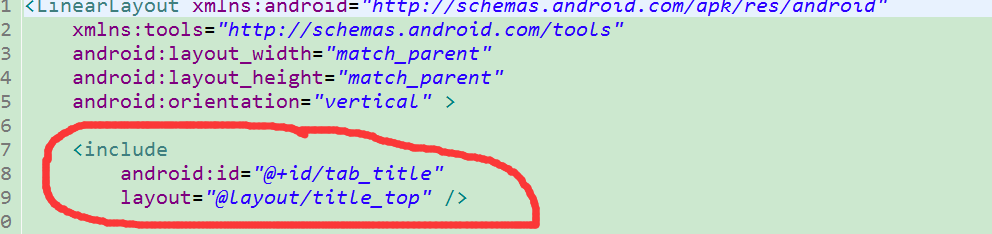 1 <LinearLayout xmlns:android="http://schemas.android.com/apk/res/android"
2 xmlns:tools="http://schemas.android.com/tools"
3 android:layout_width="match_parent"
4 android:layout_height="match_parent"
5 android:orientation="vertical" >
6
7 <include
8 android:id="@+id/tab_title"
9 layout="@layout/title_top" />
0